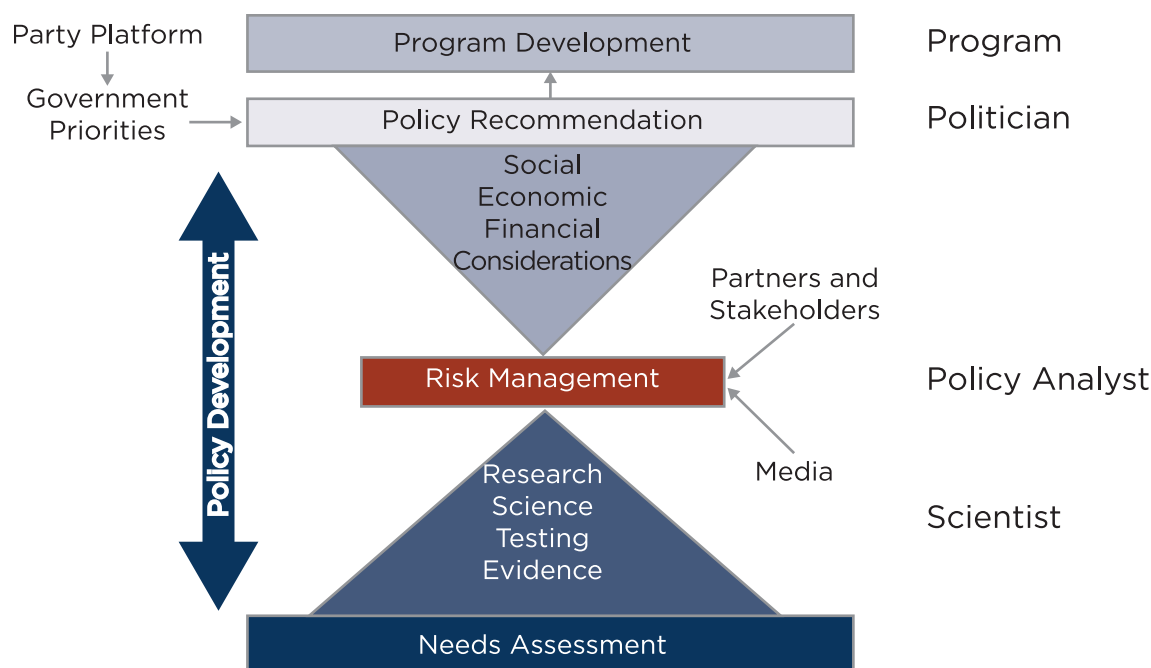 Party Platform
Program Development
Program
Government
Priorities
Policy Recommendation
Politician
Social
Economic
Financial
Considerations
Policy Development
Partners and
Stakeholders
Risk Management
Policy Analyst
Media
Research
Science
Testing
Evidence
Scientist
Needs Assessment